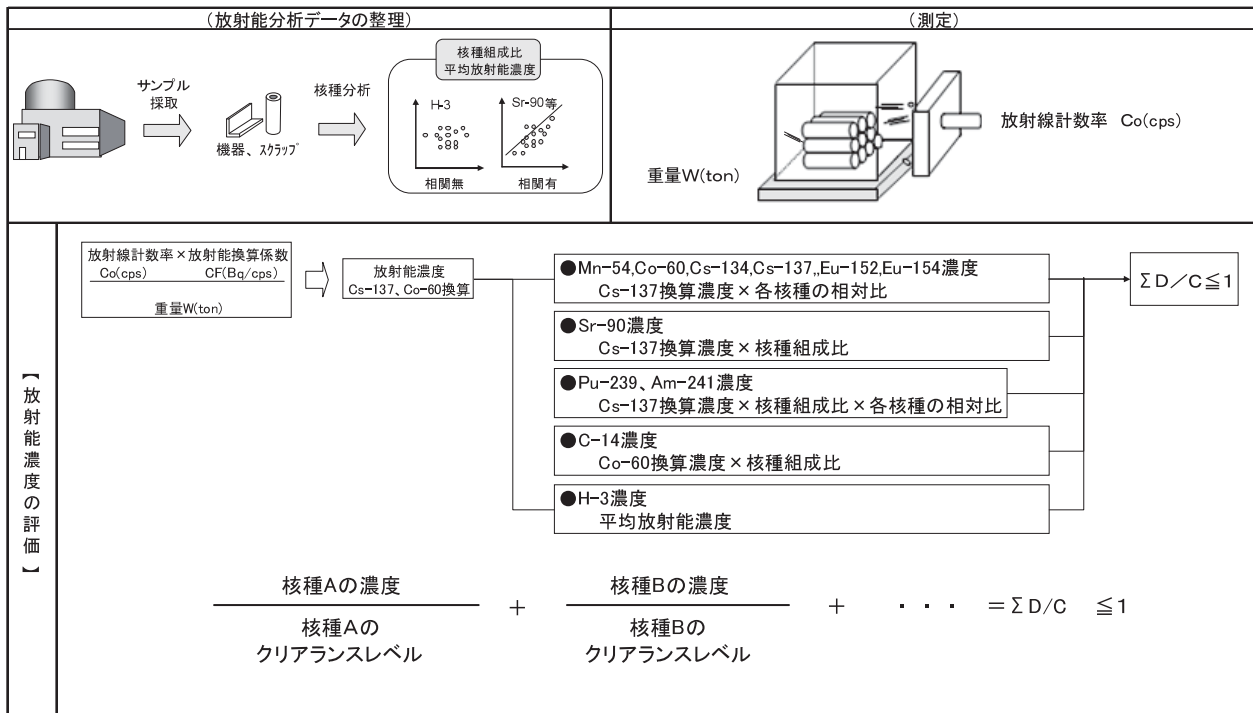 (放射能分析データの整理)
サンプル
採取
機器、スクラップ
核種分析
核種組成比
平均放射能濃度
H-3
相関無
Sr-90等
相関有
(測定)
放射線計数率 Co(cps)
重量W(ton)
【放射能濃度の評価】
放射線計数率×放射能換算係数
Co(cps) CF(Bq/cps)
重量W(ton)
放射能濃度
Cs-137、Co-60換算
●Mn-54,Co-60,Cs-134,Cs-137,,Eu-152,Eu-154濃度
Cs-137換算濃度×各核種の相対比
●Sr-90濃度
Cs-137換算濃度×核種組成比
●Pu-239、Am-241濃度
Cs-137換算濃度×核種組成比×各核種の相対比
●C-14濃度
Co-60換算濃度×核種組成比
●H-3濃度
平均放射能濃度
ΣD/C≦1
核種Aの濃度 + 核種Bの濃度 + ・・・ =ΣD/C ≦1
核種Aの 核種Bの
クリアランスレベル クリアランスレベル